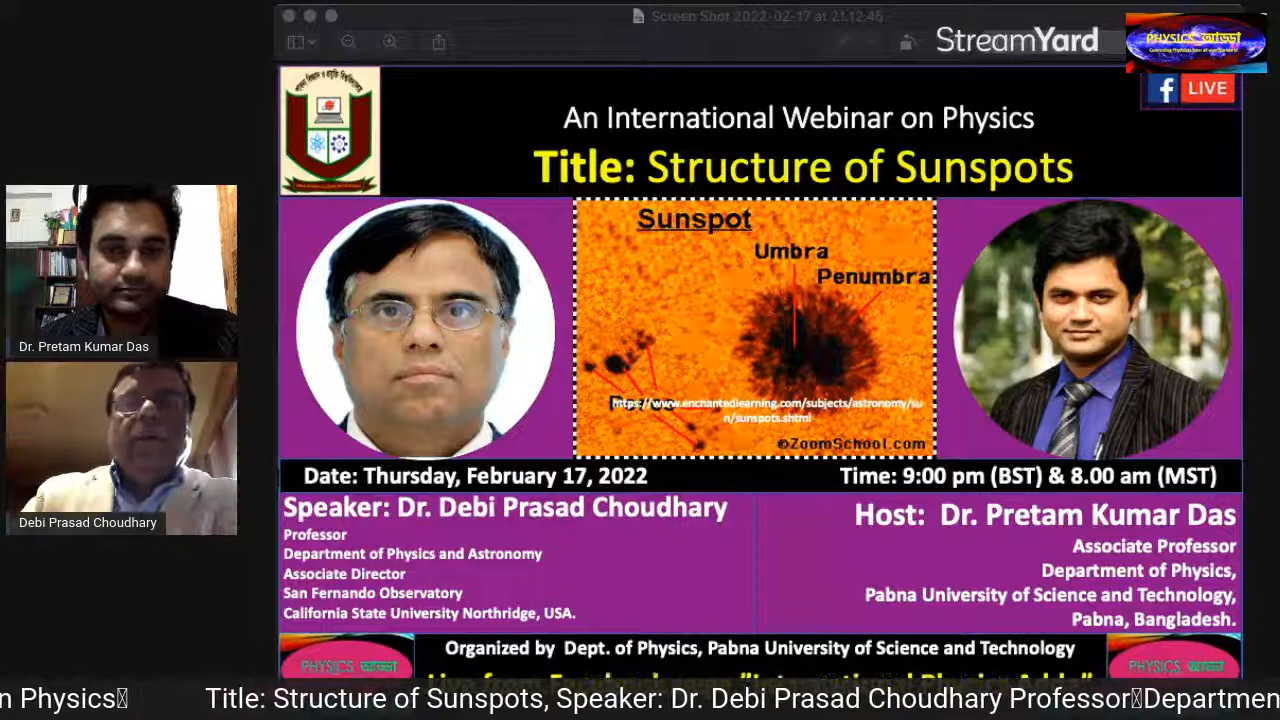 Screen Shot 2022-02-17 at 21.12.45
StreamYard
PHYSICS_আড্ডা
LIVE
An International Webinar on Physics
Title: Structure of Sunspots
Sunspot
Umbra
Penumbra
https://www.enchantedlearning.com/subjects/astronomy/su
n/sunspots.shtml
©ZoomSchool.com
Dr. Pretam Kumar Das
Debi Prasad Choudhary
Date: Thursday, February 17, 2022
Time: 9:00 pm (BST) & 8.00 am (MST)
Speaker: Dr. Debi Prasad Choudhary
Professor
Department of Physics and Astronomy
Associate Director
San Fernando Observatory
California State University Northridge, USA.
Host: Dr. Pretam Kumar Das
Associate Professor
Department of Physics,
Pabna University of Science and Technology,
Pabna, Bangladesh.
Organized by Dept. of Physics, Pabna University of Science and Technology
PHYSICS আড্ডা
PHYSICS আড্ডা
n Physics
Title: Structure of Sunspots, Speaker: Dr. Debi Prasad Choudhary Professor Departmen